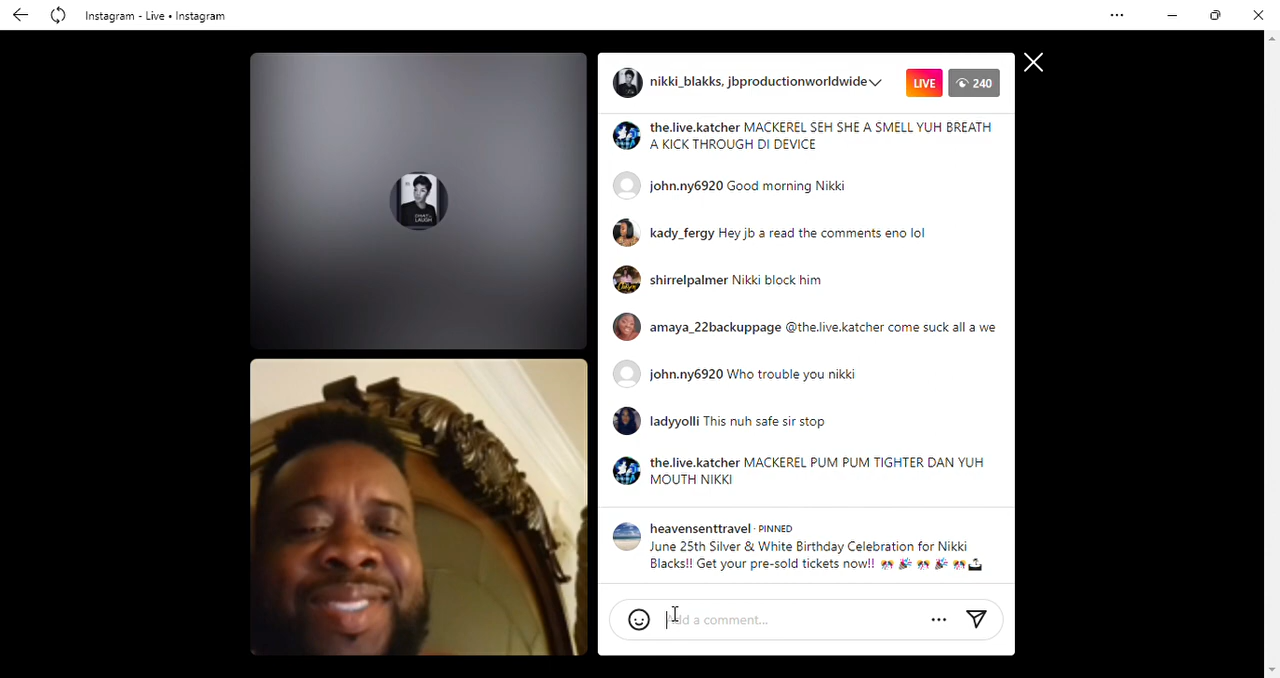 Instagram - Live • Instagram
nikki_blakks, jbproductionworldwide
LIVE
240
the.live.katcher MACKEREL SEH SHE A SMELL YUH BREATH
A KICK THROUGH DI DEVICE
john.ny6920 Good morning Nikki
kady_fergy Hey jb a read the comments eno lol
shirrelpalmer Nikki block him
amaya_22backuppage @the.live.katcher come suck all a we
john.ny6920 Who trouble you nikki
ladyyolli This nuh safe sir stop
the.live.katcher MACKEREL PUM PUM TIGHTER DAN YUH
MOUTH NIKKI
heavensenttravel · PINNED
June 25th Silver & White Birthday Celebration for Nikki
Blacks!! Get your pre-sold tickets now!! 🎊 🎉 🎊 🎉 🎊
Add a comment...